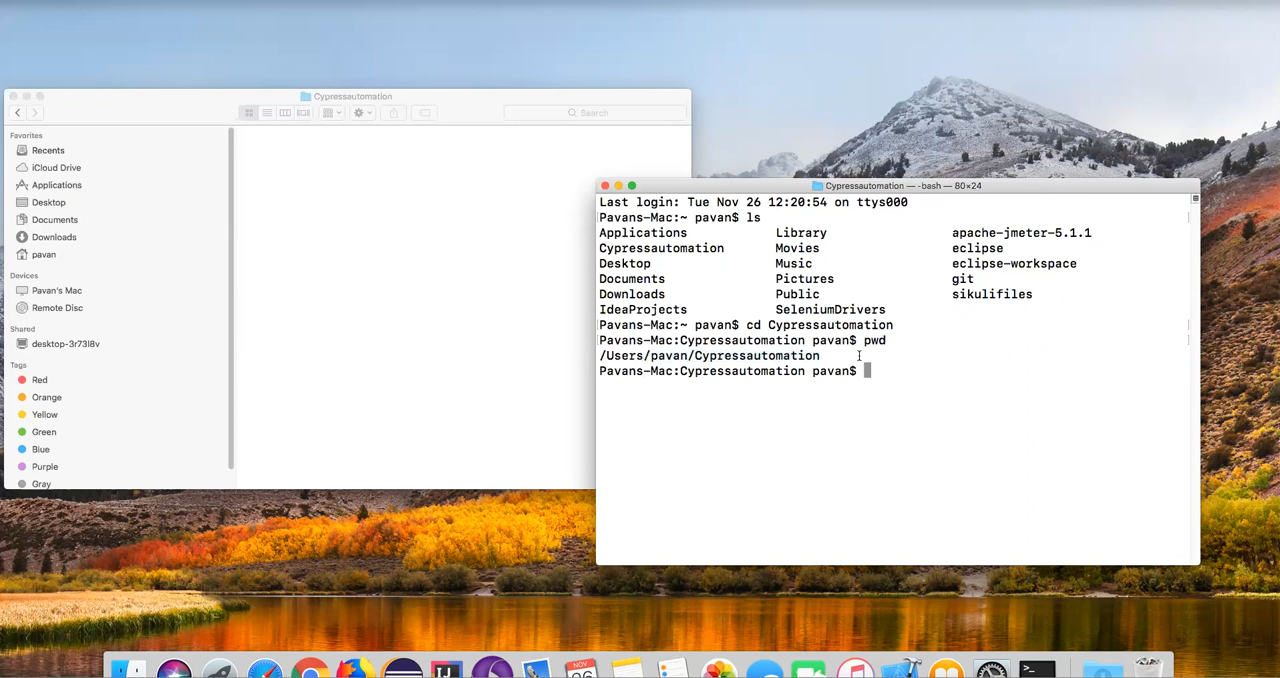 Cypressautomation
Search
Favorites
Recents
iCloud Drive
Applications
Desktop
Documents
Downloads
pavan
Devices
Pavan's Mac
Remote Disc
Shared
desktop-3r73l8v
Tags
Red
Orange
Yellow
Green
Blue
Purple
Gray
Cypressautomation — -bash — 80×24
Last login: Tue Nov 26 12:20:54 on ttys000
Pavans-Mac:~ pavan$ ls
Applications Library apache-jmeter-5.1.1
Cypressautomation Movies eclipse
Desktop Music eclipse-workspace
Documents Pictures git
Downloads Public sikulifiles
IdeaProjects SeleniumDrivers
Pavans-Mac:~ pavan$ cd Cypressautomation
Pavans-Mac:Cypressautomation pavan$ pwd
/Users/pavan/Cypressautomation
Pavans-Mac:Cypressautomation pavan$
NOV
IJ
>_